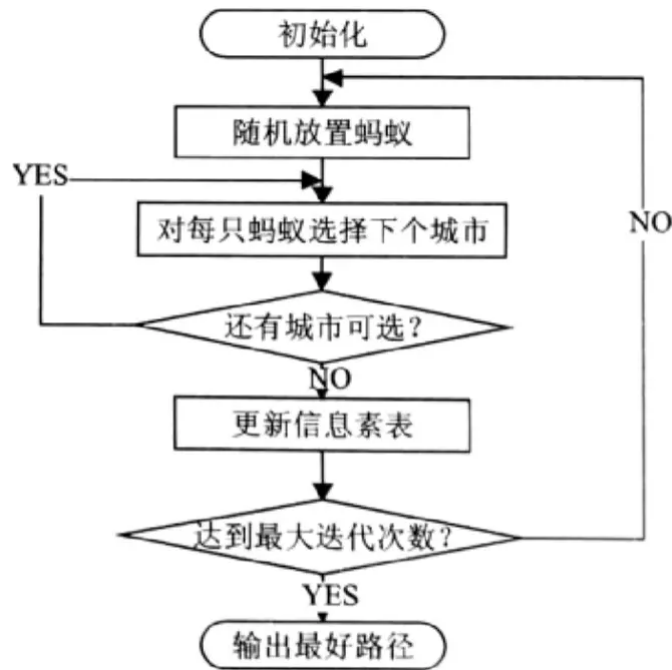 初始化
随机放置蚂蚁
YES
对每只蚂蚁选择下个城市
NO
还有城市可选？
NO
更新信息素表
达到最大迭代次数？
YES
输出最好路径